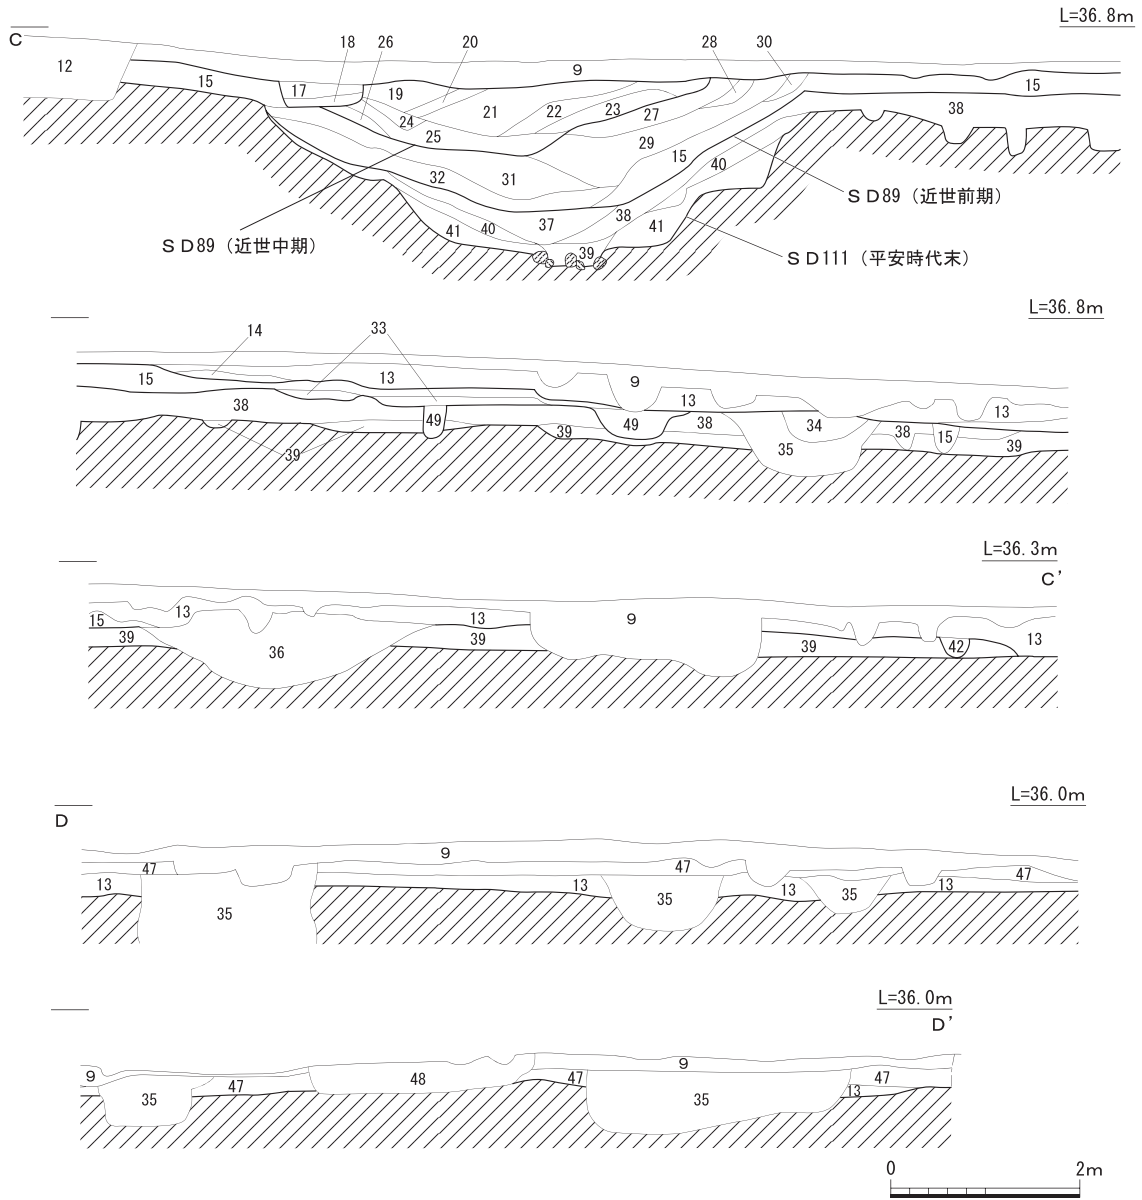 L=36.8m
C
18 26 20 28 30
12 9
15 17 19 15
21 22 23 27 38
24 25 29
15 40
32 31
SD89（近世前期）
38
37
41 40 41
SD89（近世中期）
39
SD111（平安時代末）
L=36.8m
14 33
15 13 9
13 13
38 49 49 38 34 38 15
39 39 35 39
L=36.3m
C’
13 13 9
15
39 39 39 42 13
36
L=36.0m
D
9
47 47 47
13 13 13 35 13
35 35
L=36.0m
D’
9 9
47 48 47 47
13
35 35
0 2m